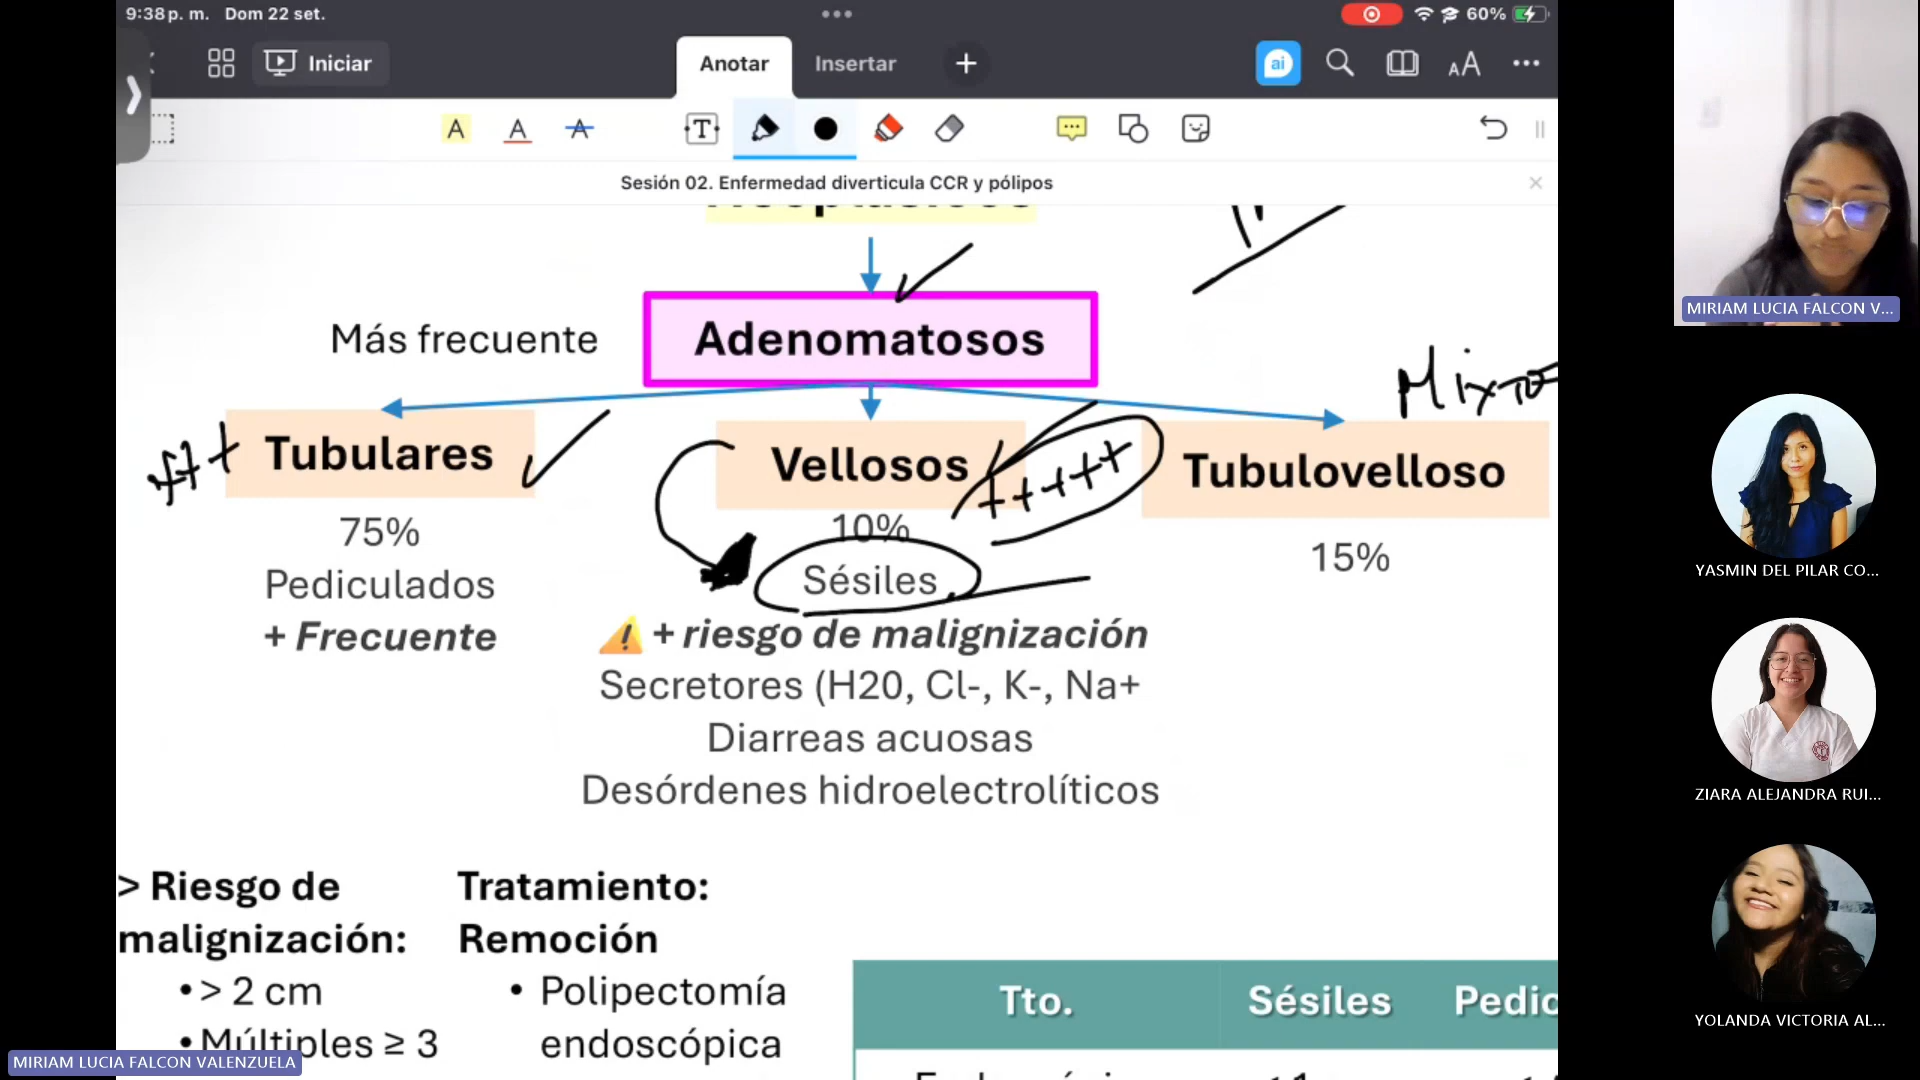 9:38 p. m. Dom 22 set.
60%
Iniciar
Anotar
Insertar
ai
AA
A A A
T
Sesión 02. Enfermedad diverticula CCR y pólipos
Más frecuente
Adenomatosos
Mixto
+++ Tubulares
Vellosos
+++++
Tubulovelloso
75%
10%
15%
Pediculados
Sésiles
+ Frecuente
⚠ + riesgo de malignización
Secretores (H20, Cl-, K-, Na+
Diarreas acuosas
Desórdenes hidroelectrolíticos
> Riesgo de
malignización:
• > 2 cm
• Múltiples ≥ 3
Tratamiento:
Remoción
• Polipectomía
endoscópica
Tto. Sésiles
MIRIAM LUCIA FALCON VALENZUELA
MIRIAM LUCIA FALCON V...
YASMIN DEL PILAR CO...
ZIARA ALEJANDRA RUI...
YOLANDA VICTORIA AL...